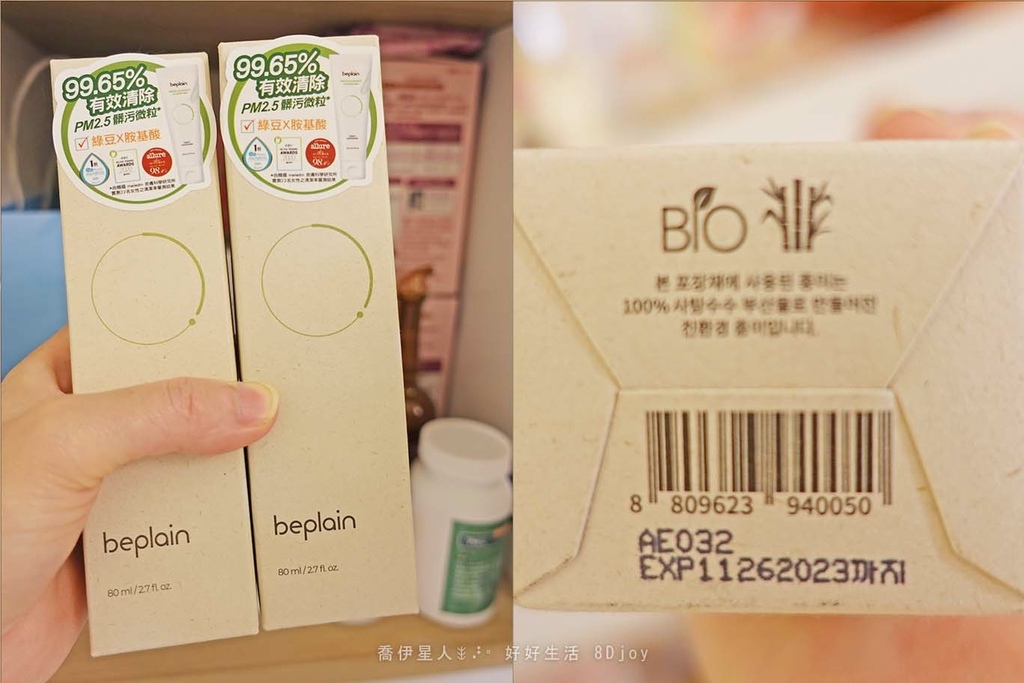 99.65%
有效清除
PM2.5 髒污微粒*
綠豆X胺基酸
allure
beplain
80 ml / 2.7 fl. oz.
99.65%
有效清除
PM2.5 髒污微粒*
綠豆X胺基酸
allure
beplain
80 ml / 2.7 fl. oz.
BIO
본 포장재에 사용된 종이는
100% 사탕수수 부산물로 만들어진
친환경 종이입니다.
8 809623 940050
AE032
EXP11262023까지
喬伊星人 好好生活 8Djoy